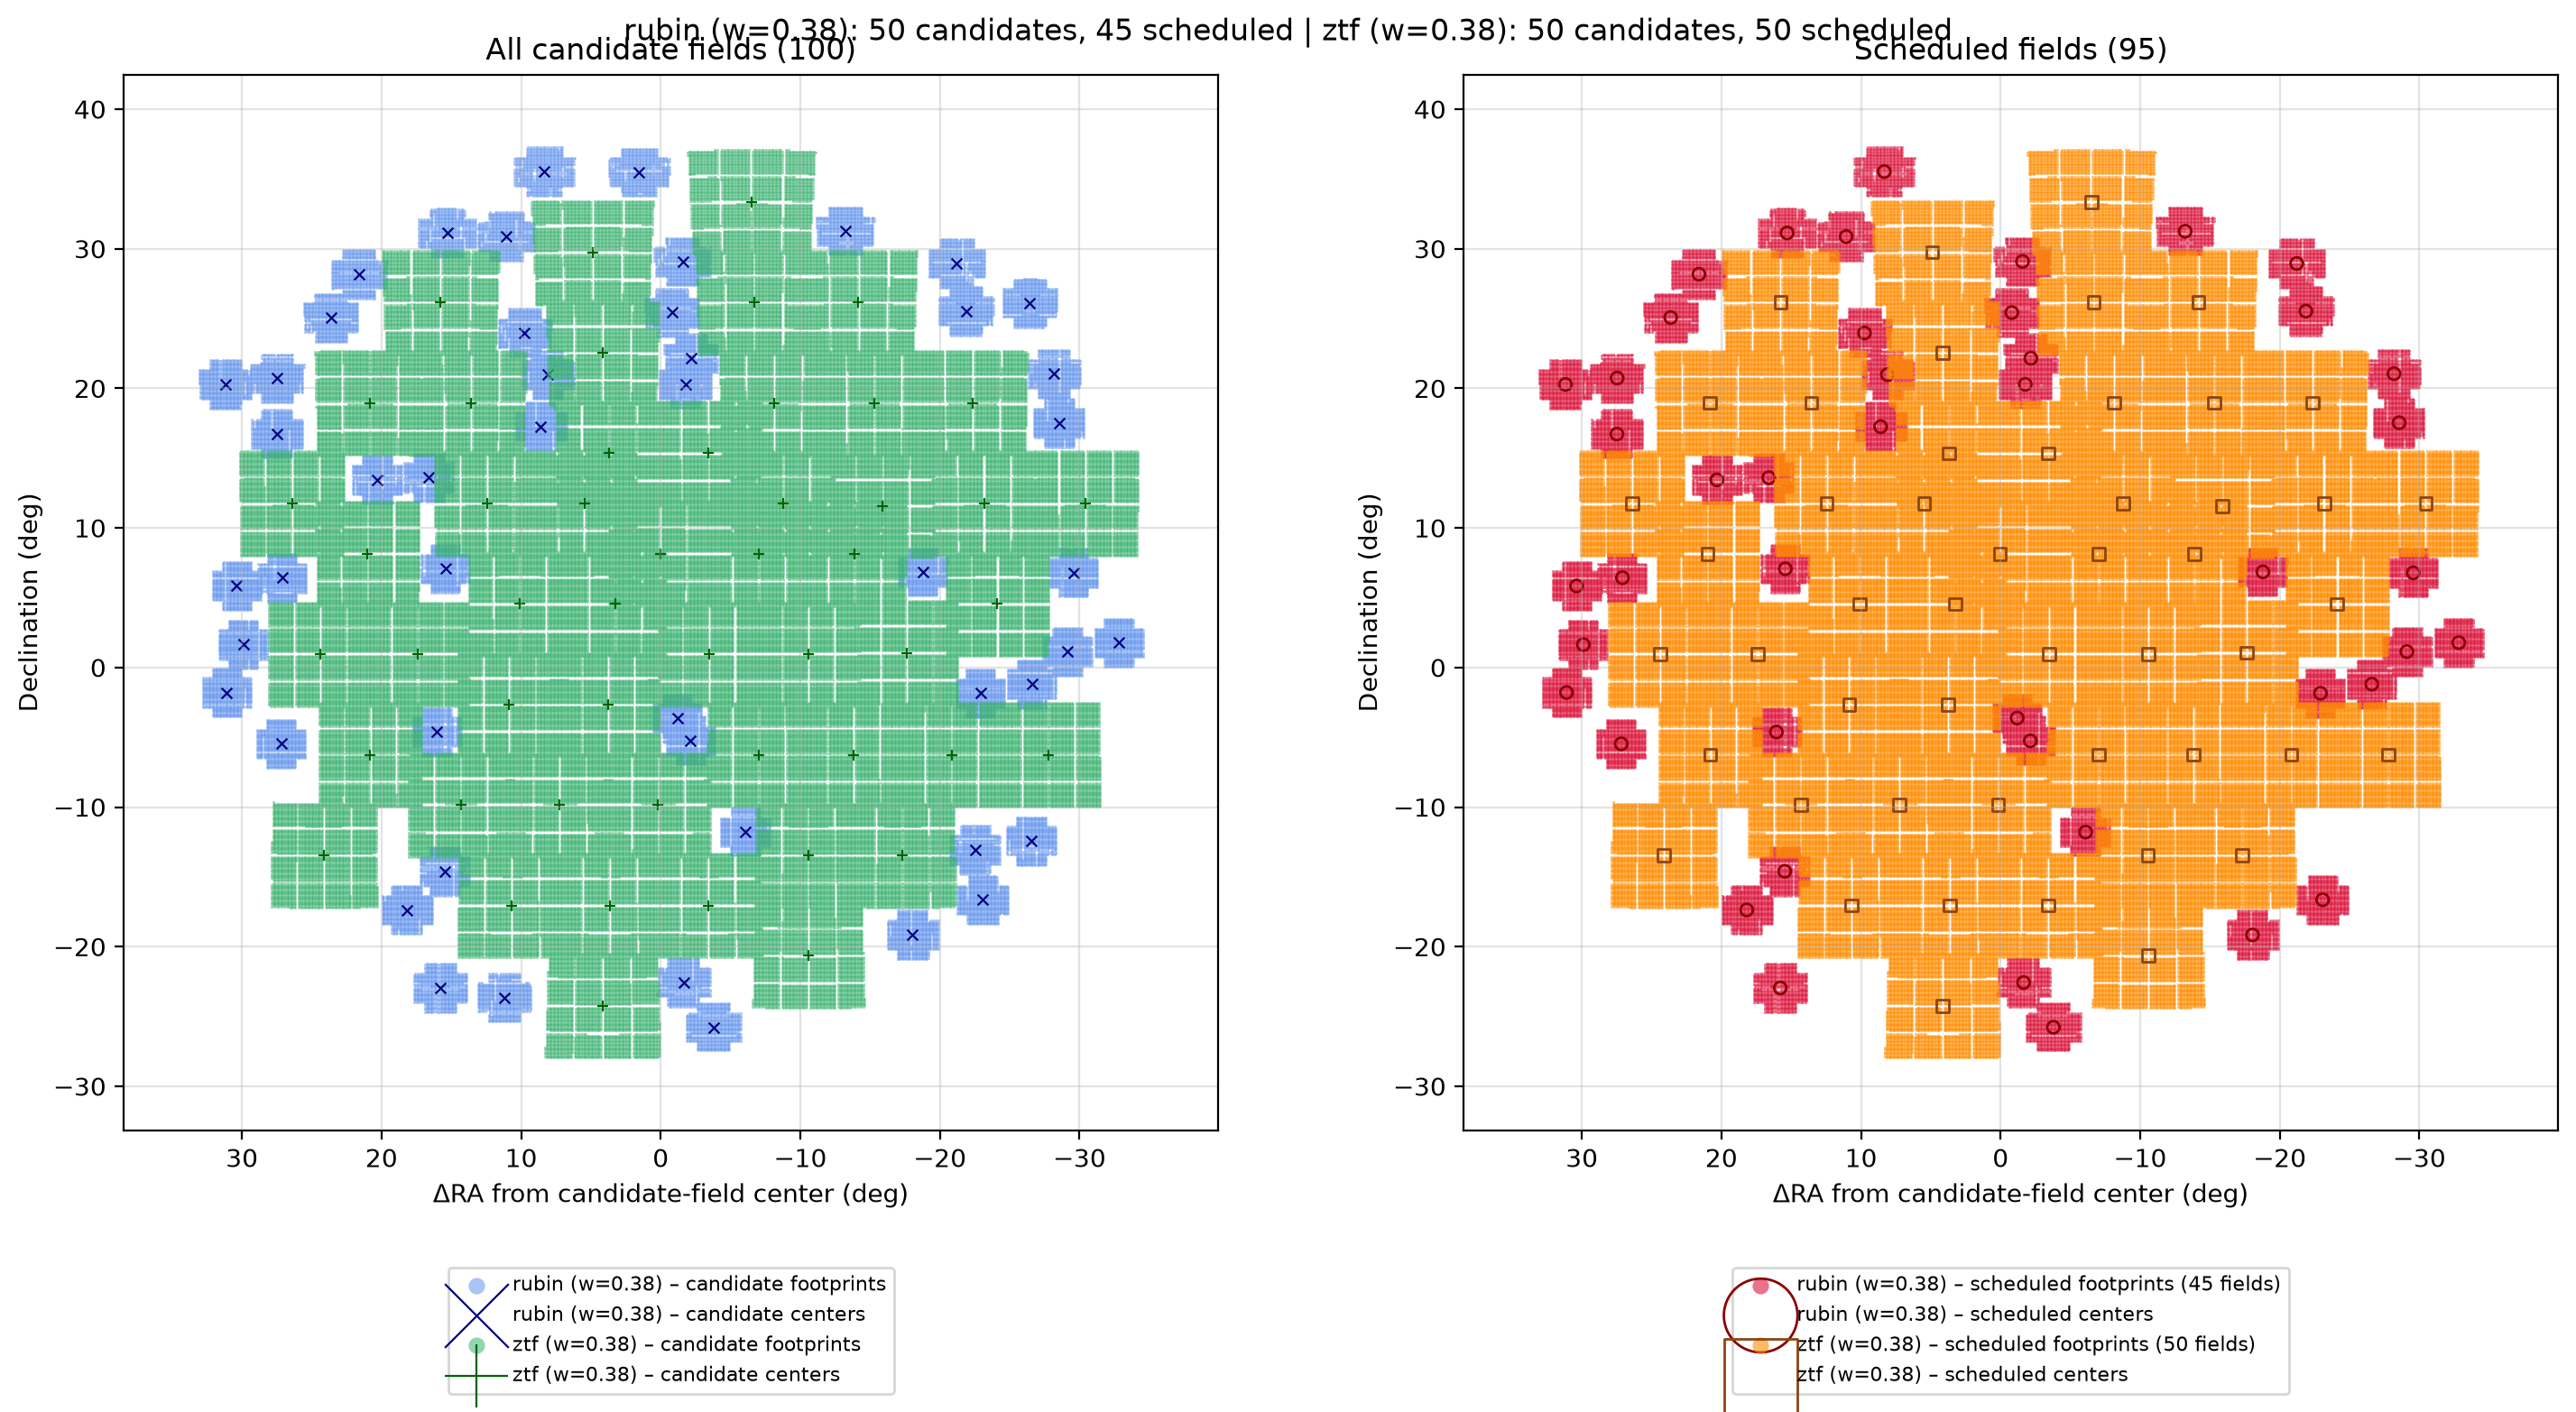 rubin (w=0.38): 50 candidates, 45 scheduled | ztf (w=0.38): 50 candidates, 50 scheduled
All candidate fields (100)
Scheduled fields (95)
40
30
20
10
0
−10
−20
−30
Declination (deg)
30
20
10
0
−10
−20
−30
ΔRA from candidate-field center (deg)
40
30
20
10
0
−10
−20
−30
Declination (deg)
30
20
10
0
−10
−20
−30
ΔRA from candidate-field center (deg)
rubin (w=0.38) – candidate footprints
rubin (w=0.38) – candidate centers
ztf (w=0.38) – candidate footprints
ztf (w=0.38) – candidate centers
rubin (w=0.38) – scheduled footprints (45 fields)
rubin (w=0.38) – scheduled centers
ztf (w=0.38) – scheduled footprints (50 fields)
ztf (w=0.38) – scheduled centers